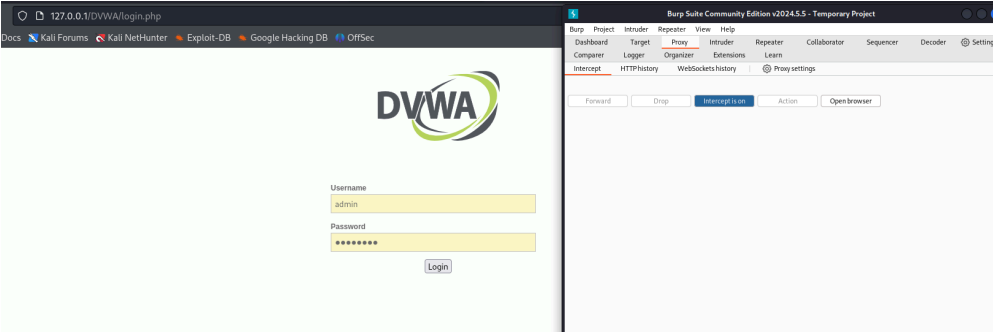 127.0.0.1/DVWA/login.php
Docs Kali Forums Kali NetHunter Exploit-DB Google Hacking DB OffSec
DVWA
Username
admin
Password
Login
Burp Suite Community Edition v2024.5.5 - Temporary Project
Burp Project Intruder Repeater View Help
Dashboard Target Proxy Intruder Repeater Collaborator Sequencer Decoder Setting
Comparer Logger Organizer Extensions Learn
Intercept HTTP history WebSockets history Proxy settings
Forward Drop Intercept is on Action Open browser